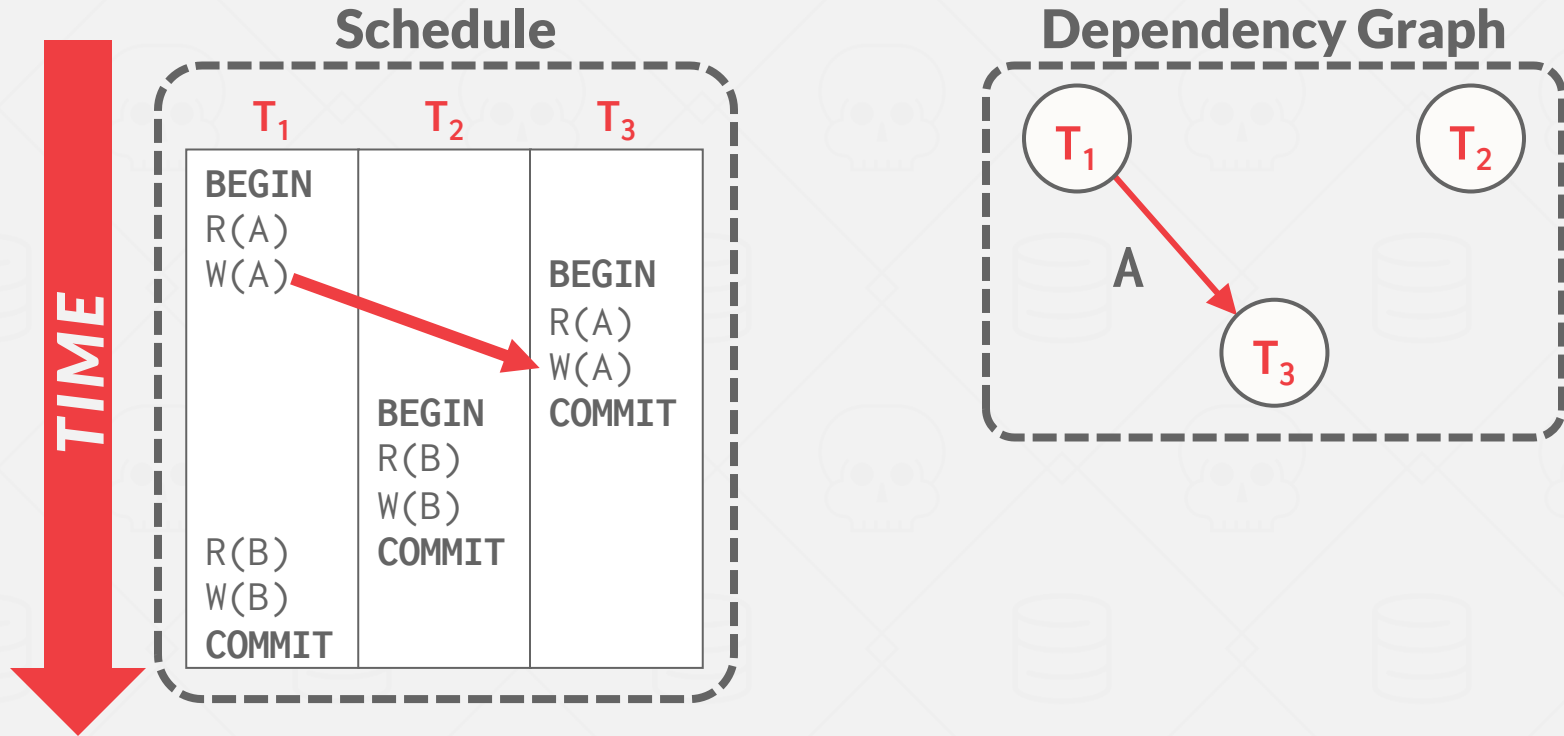 Schedule
Dependency Graph
TIME
T1 T2 T3
BEGIN
R(A)
W(A) BEGIN
R(A)
W(A)
BEGIN COMMIT
R(B)
W(B)
R(B) COMMIT
W(B)
COMMIT
T1 T2
A
T3